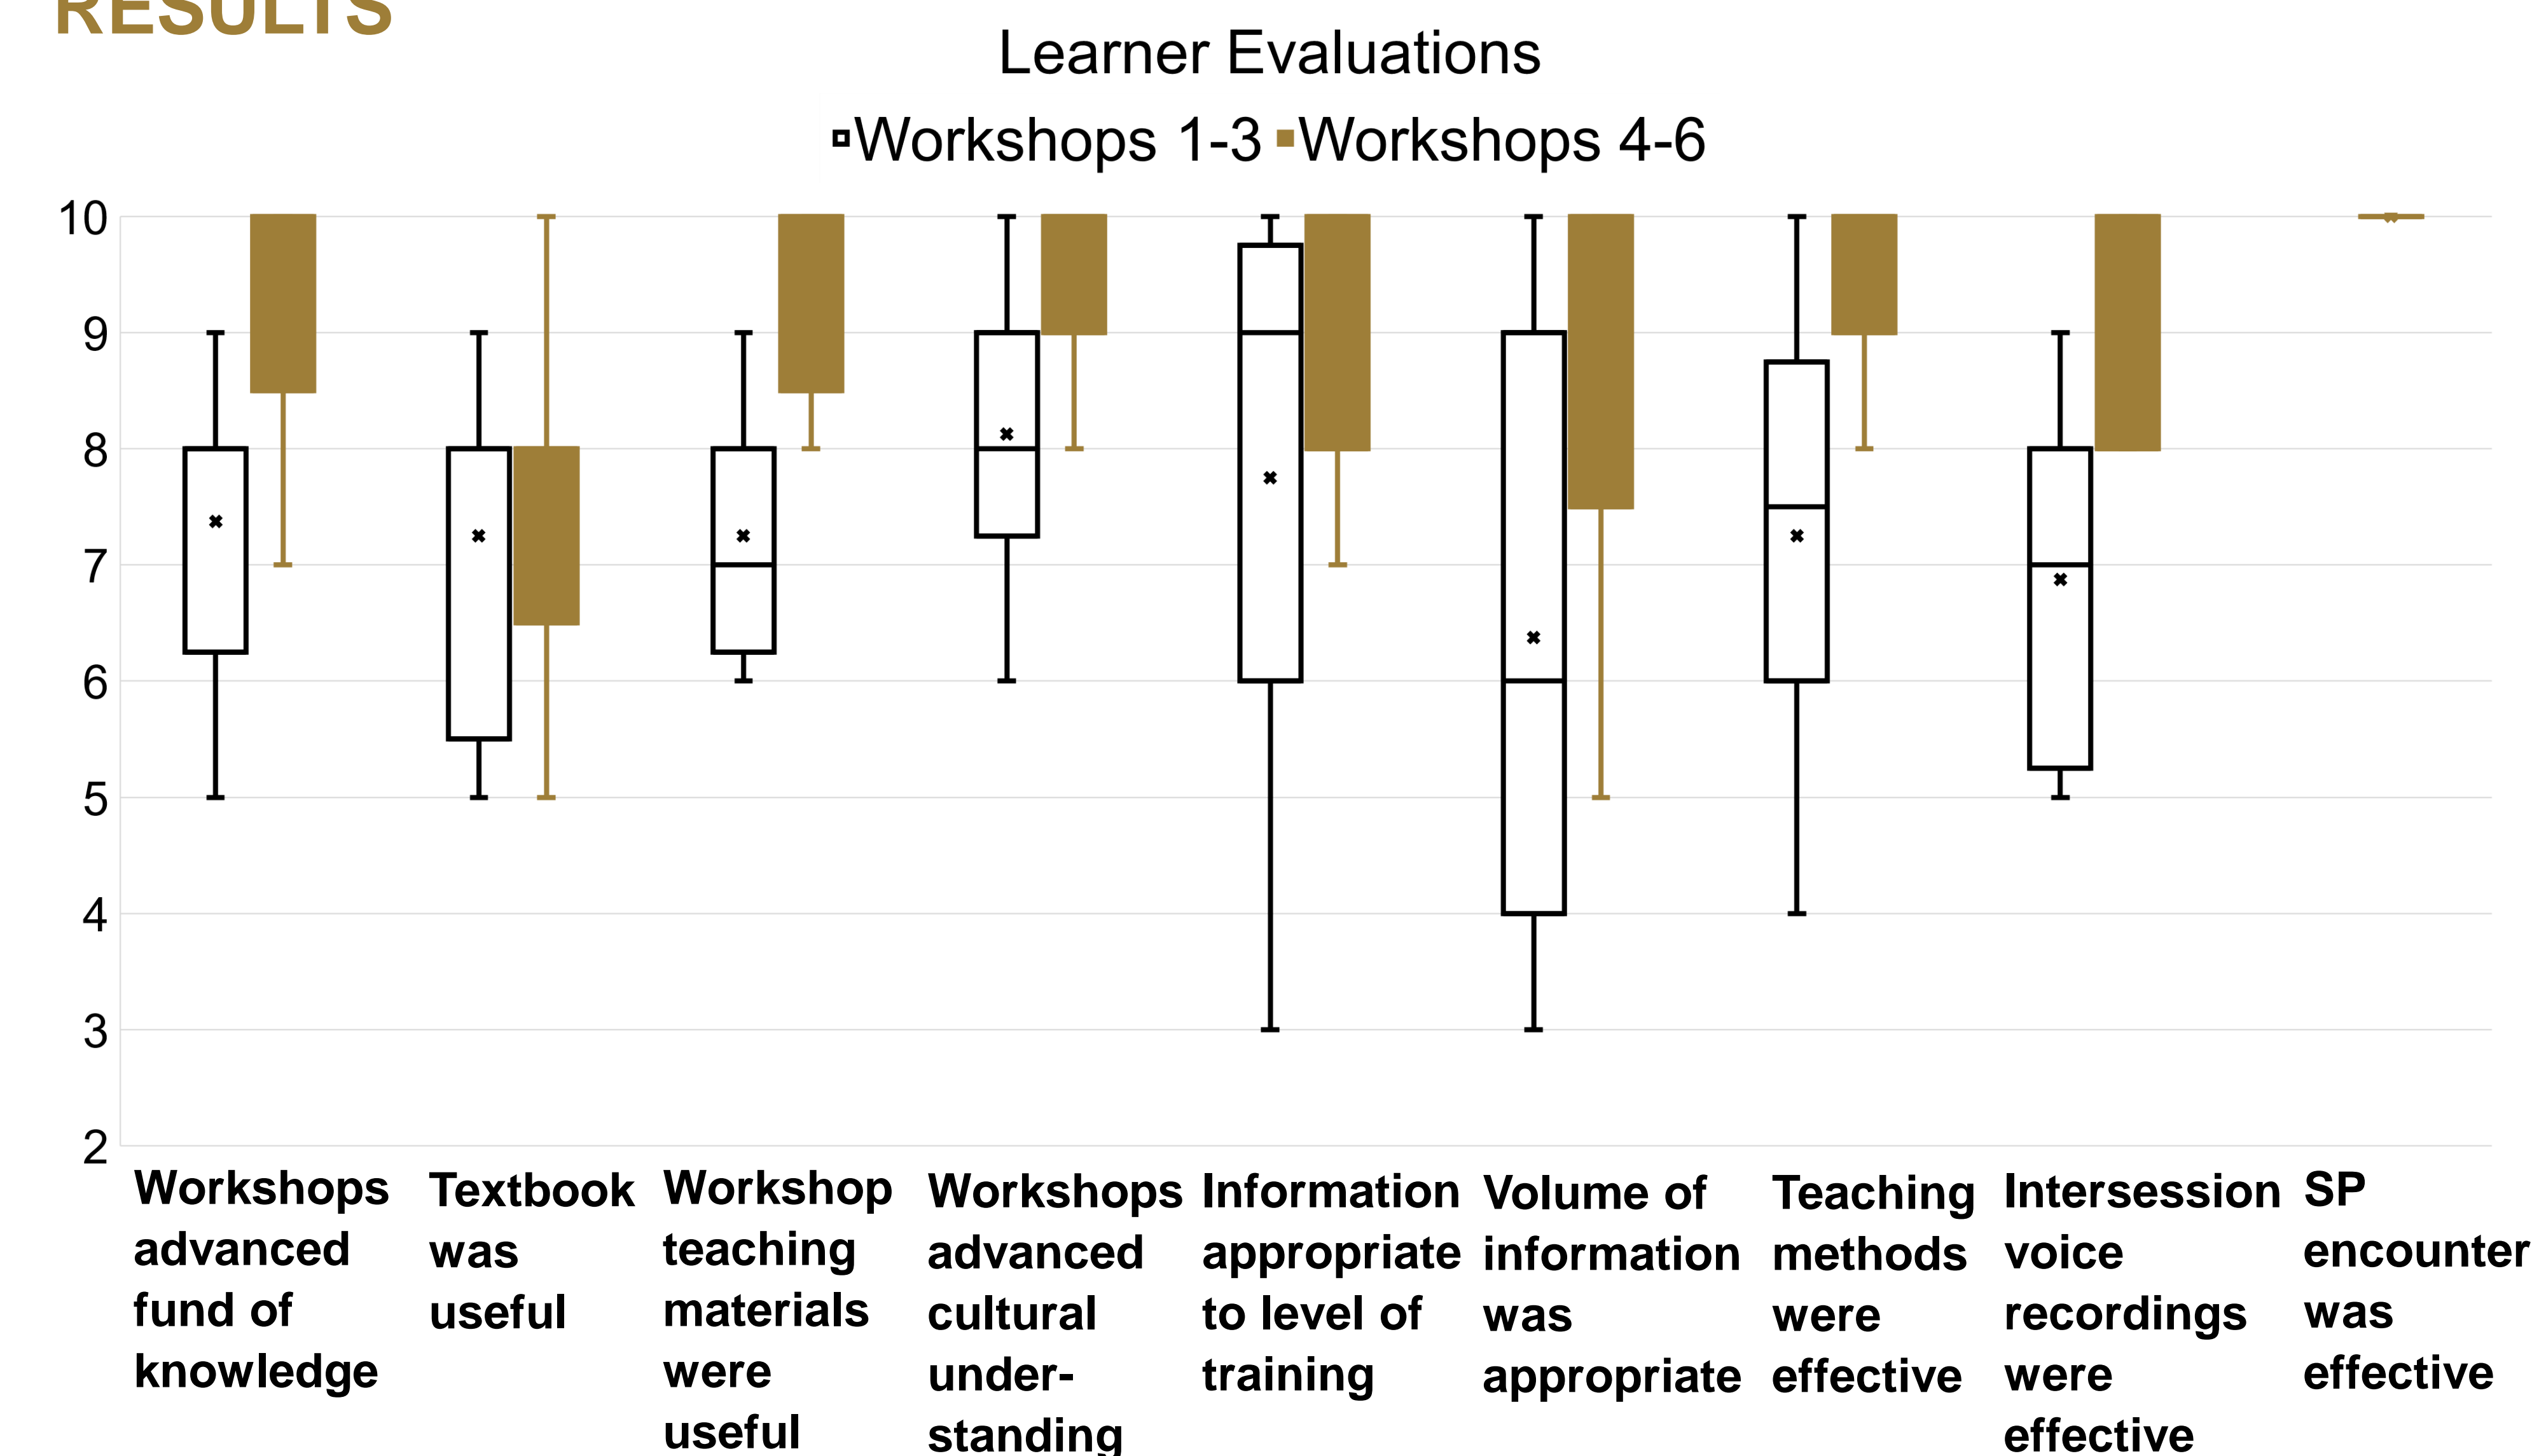 RESULTS
Learner Evaluations
Workshops 1-3 Workshops 4-6
10
9
8
7
6
5
4
3
2
Workshops
advanced
fund of
knowledge
Textbook
was
useful
Workshop
teaching
materials
were
useful
Workshops
advanced
cultural
under-
standing
Information
appropriate
to level of
training
Volume of
information
was
appropriate
Teaching
methods
were
effective
Intersession
voice
recordings
were
effective
SP
encounter
was
effective